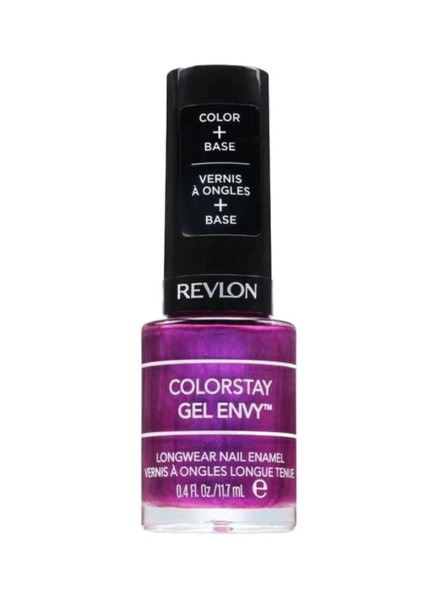 COLOR
+
BASE
VERNIS
À ONGLES
+
BASE
REVLON
COLORSTAY
GEL ENVY™
LONGWEAR NAIL ENAMEL
VERNIS À ONGLES LONGUE TENUE
0.4 Fl. Oz./11.7 mL ℮